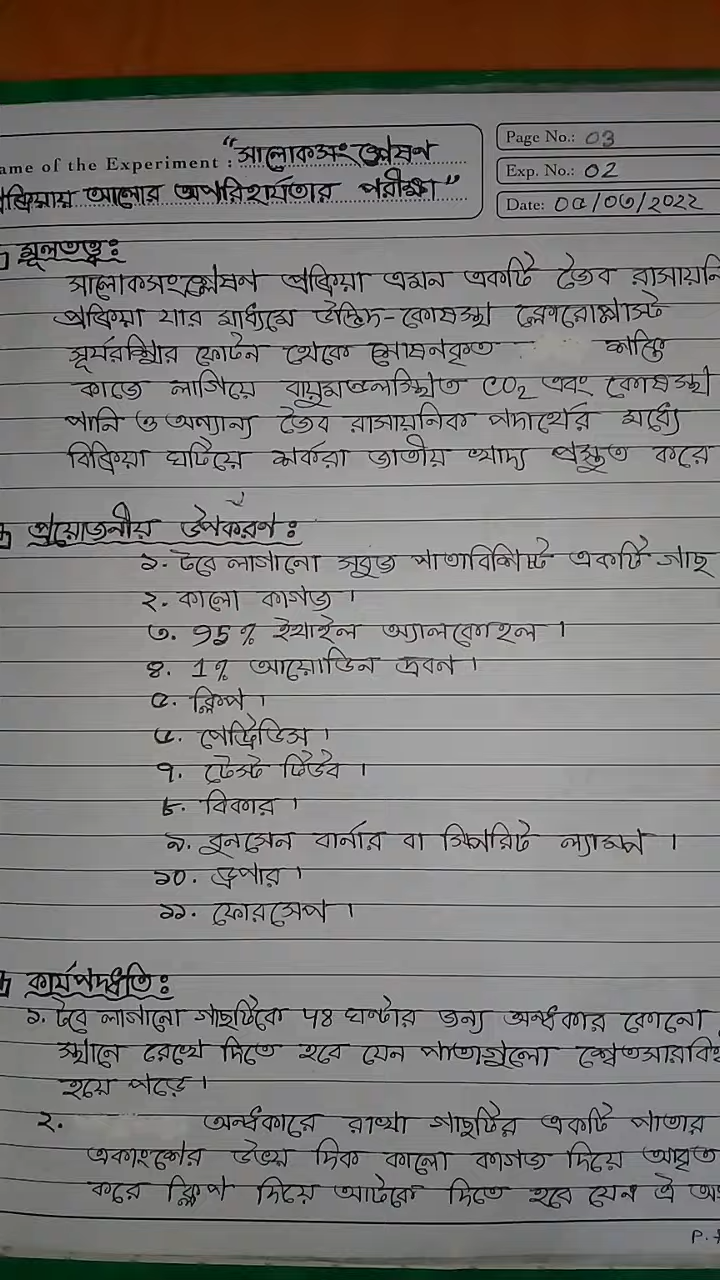 ame of the Experiment : "সালোকসংশ্লেষণ
প্রক্রিয়ায় আলোর অপরিহার্যতার পরীক্ষা"
Page No.: 03
Exp. No.: 02
Date: 05/07/2022
মূলতত্ত্ব:
সালোকসংশ্লেষণ প্রক্রিয়া এমন একটি জৈব রাসায়নি
প্রক্রিয়া যার মাধ্যমে উদ্ভিদ-কোষস্থ ক্লোরোপ্লাস্ট
সূর্যরশ্মির ফোটন থেকে শোষনকৃত শক্তি
কাজে লাগিয়ে বায়ুমণ্ডলস্থিত CO₂ এবং কোষস্থ
পানি ও অন্যান্য জৈব রাসায়নিক পদার্থের মধ্যে
বিক্রিয়া ঘটিয়ে শর্করা জাতীয় খাদ্য প্রস্তুত করে
প্রয়োজনীয় উপকরণ:
১. টবে লাগানো সবুজ পাতাবিশিষ্ট একটি গাছ
২. কালো কাগজ।
৩. 95% ইথাইল অ্যালকোহল।
৪. 1% আয়োডিন দ্রবন।
৫. ক্লিপ।
৬. পেট্রিডিস।
৭. টেস্ট টিউব।
৮. বিকার।
৯. বুনসেন বার্নার বা স্পিরিট ল্যাম্প।
১০. ড্রপার।
১১. ফোরসেপ।
কার্যপদ্ধতি:
১. টবে লাগানো গাছটিকে ৭৪ ঘণ্টার জন্য অন্ধকার কোনো
স্থানে রেখে দিতে হবে যেন পাতাগুলো শ্বেতসারবিহ
হয়ে পড়ে।
২. অন্ধকারে রাখা গাছটির একটি পাতার
একাংশের উভয় দিক কালো কাগজ দিয়ে আবৃত
করে ক্লিপ দিয়ে আটকে দিতে হবে যেন ঐ অং
P.